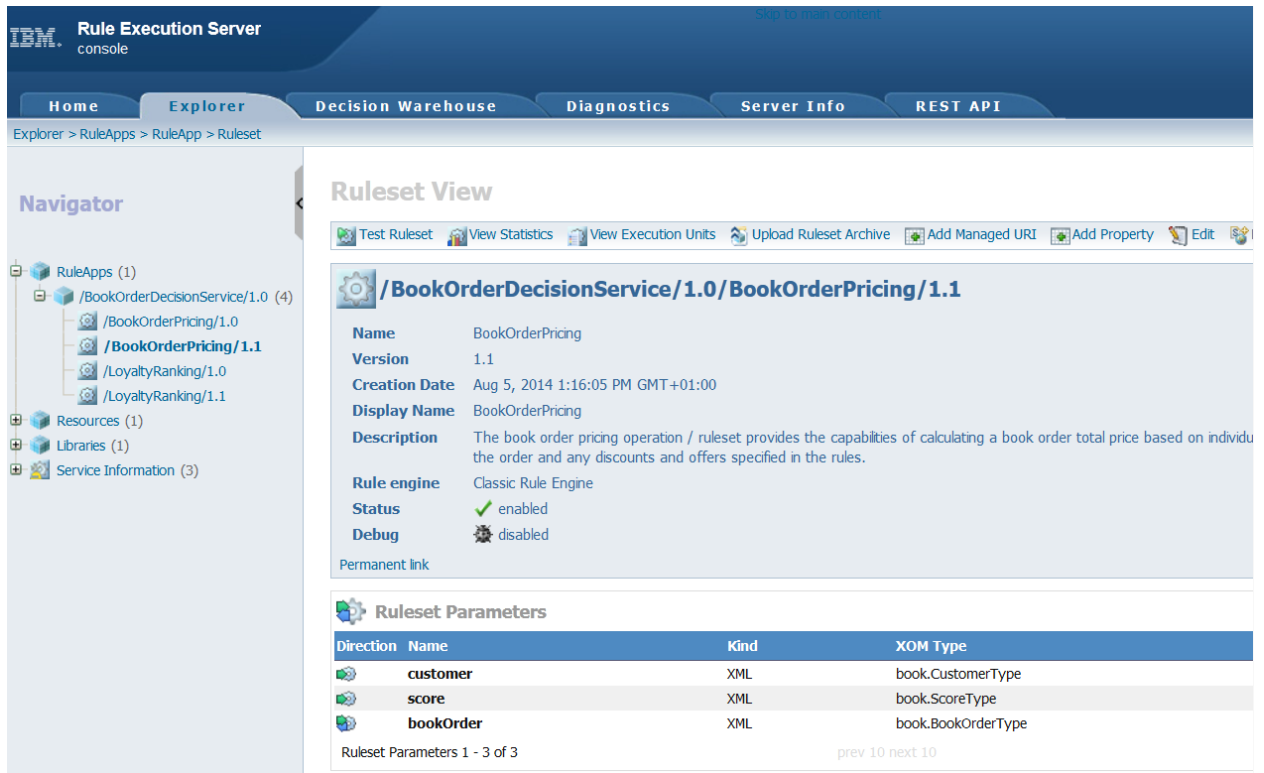 Skip to main content
IBM. Rule Execution Server
console
Home Explorer Decision Warehouse Diagnostics Server Info REST API
Explorer > RuleApps > RuleApp > Ruleset
Navigator
RuleApps (1)
/BookOrderDecisionService/1.0 (4)
/BookOrderPricing/1.0
/BookOrderPricing/1.1
/LoyaltyRanking/1.0
/LoyaltyRanking/1.1
Resources (1)
Libraries (1)
Service Information (3)
Ruleset View
Test Ruleset View Statistics View Execution Units Upload Ruleset Archive Add Managed URI Add Property Edit
/BookOrderDecisionService/1.0/BookOrderPricing/1.1
Name BookOrderPricing
Version 1.1
Creation Date Aug 5, 2014 1:16:05 PM GMT+01:00
Display Name BookOrderPricing
Description The book order pricing operation / ruleset provides the capabilities of calculating a book order total price based on individu
the order and any discounts and offers specified in the rules.
Rule engine Classic Rule Engine
Status enabled
Debug disabled
Permanent link
Ruleset Parameters
Direction Name Kind XOM Type
customer XML book.CustomerType
score XML book.ScoreType
bookOrder XML book.BookOrderType
Ruleset Parameters 1 - 3 of 3 prev 10 next 10